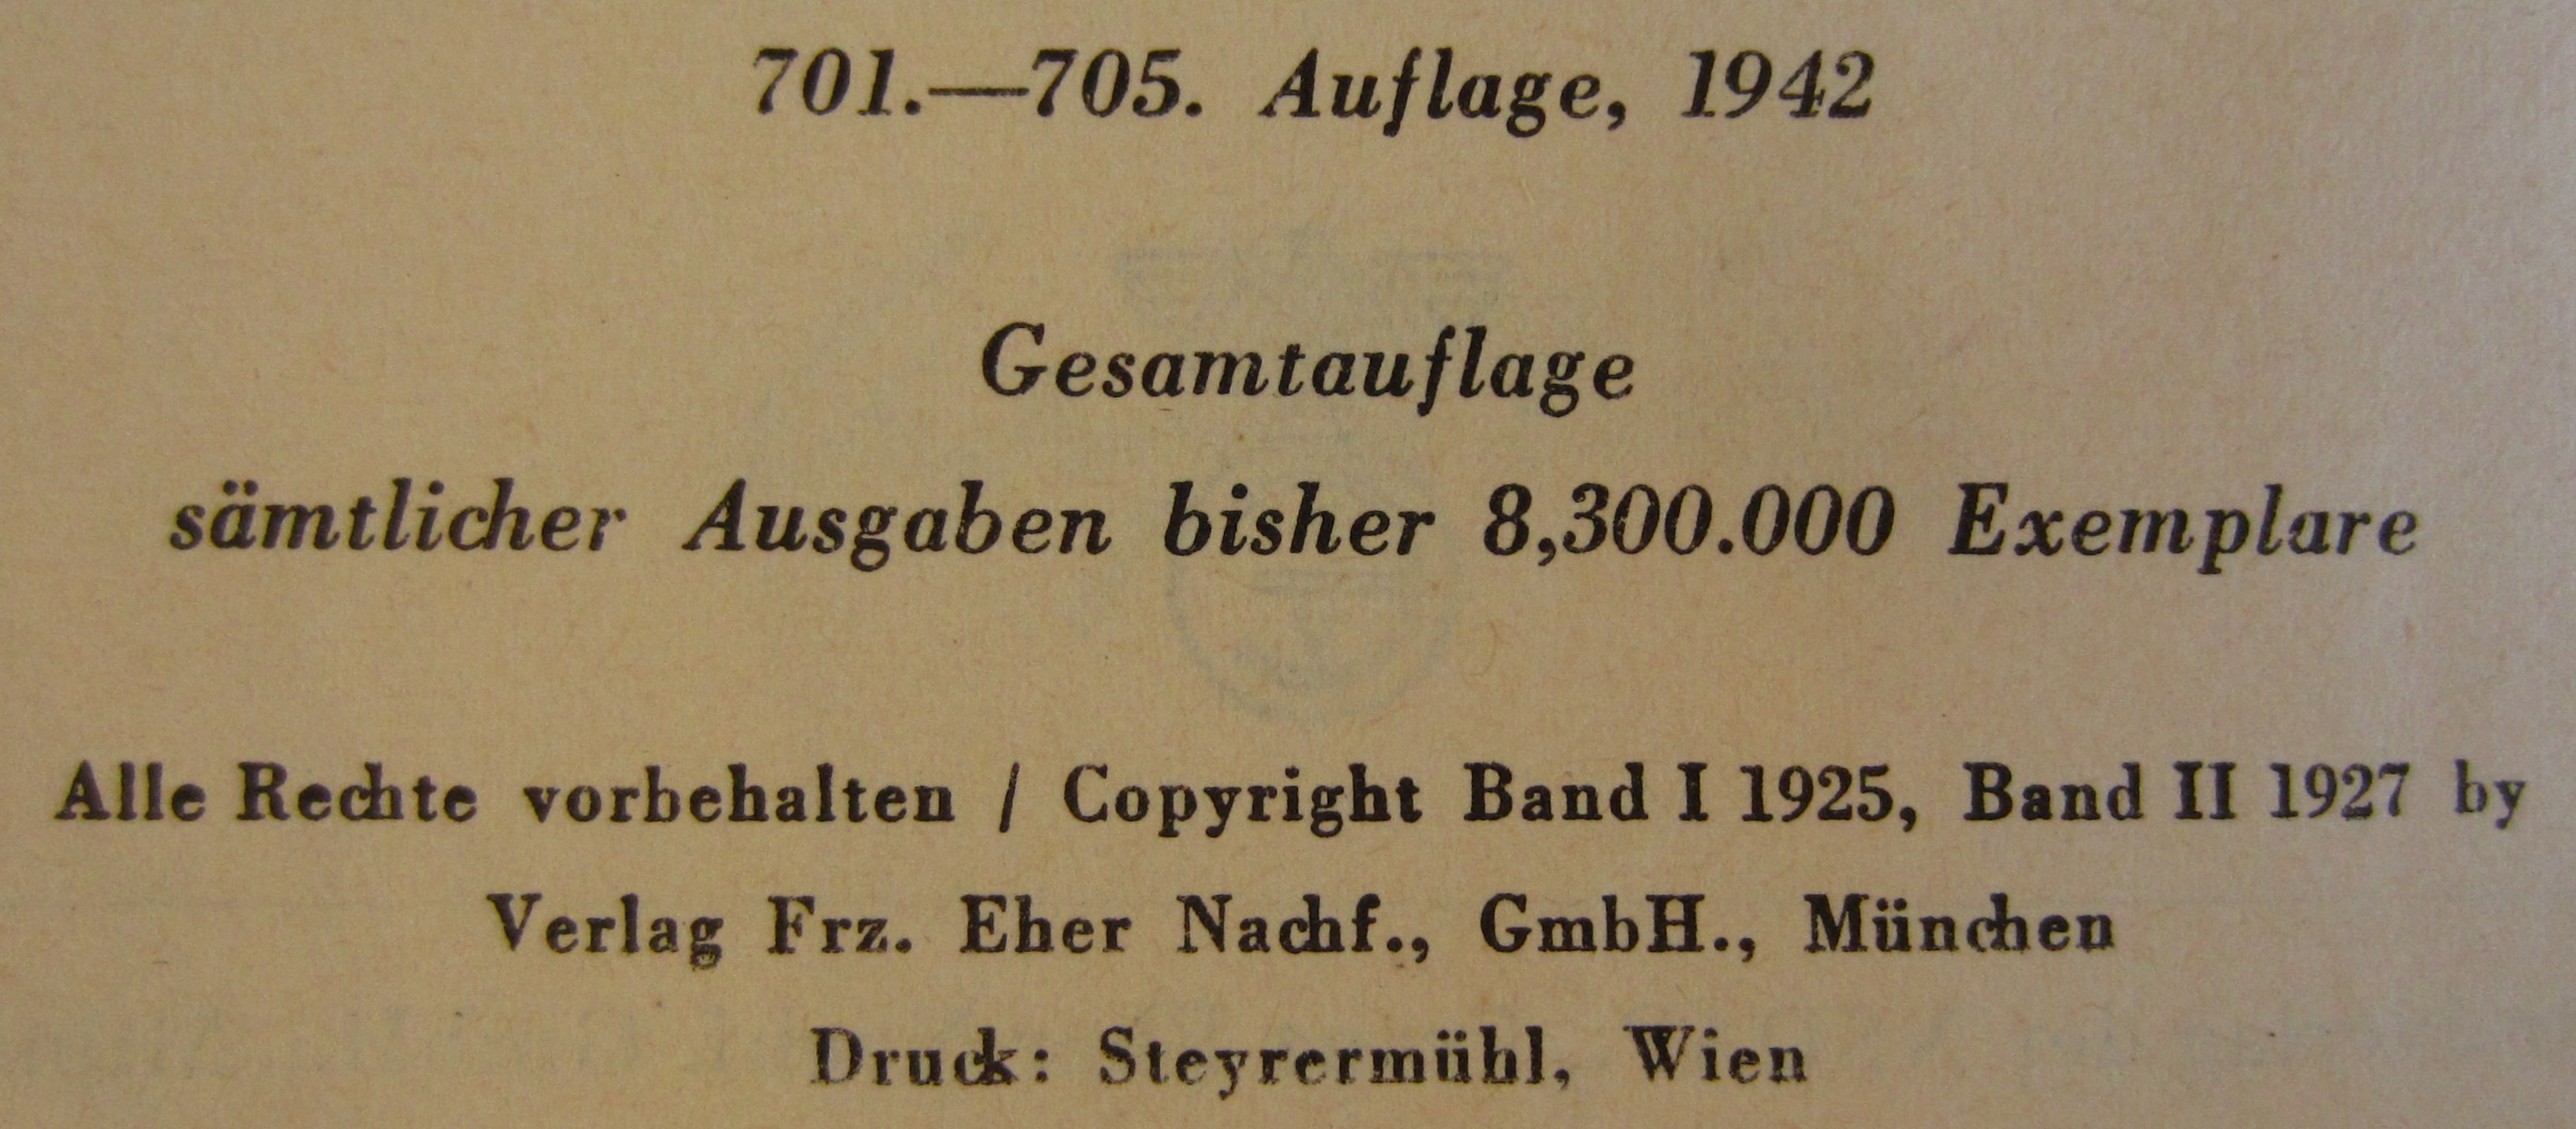 701.—705. Auflage, 1942
Gesamtauflage
sämtlicher Ausgaben bisher 8,300.000 Exemplare
Alle Rechte vorbehalten / Copyright Band I 1925, Band II 1927 by
Verlag Frz. Eher Nachf., GmbH., München
Druck: Steyrermühl, Wien